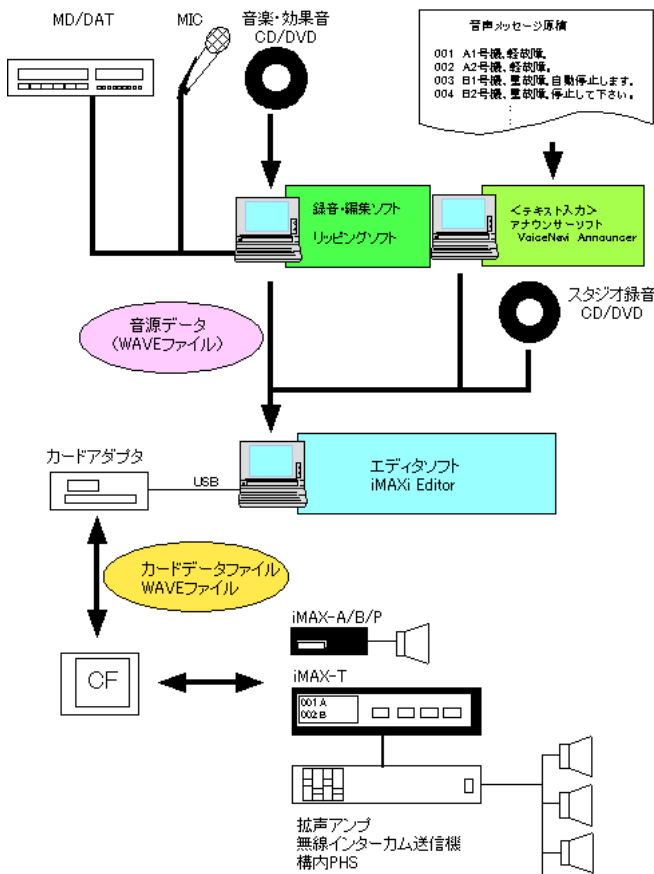 MD/DAT
MIC
音楽・効果音
CD/DVD
音声メッセージ原稿
001 A1号機、軽故障。
002 A2号機、軽故障。
003 B1号機、重故障。自動停止します。
004 B2号機、重故障。停止して下さい。
録音・編集ソフト
リッピングソフト
＜テキスト入力＞
アナウンサーソフト
VoiceNavi Announcer
スタジオ録音
CD/DVD
音源データ
（WAVEファイル）
カードアダプタ
USB
エディタソフト
iMAXi Editor
カードデータファイル
WAVEファイル
CF
iMAX-A/B/P
iMAX-T
001 A
002 B
拡声アンプ
無線インターカム送信機
構内PHS